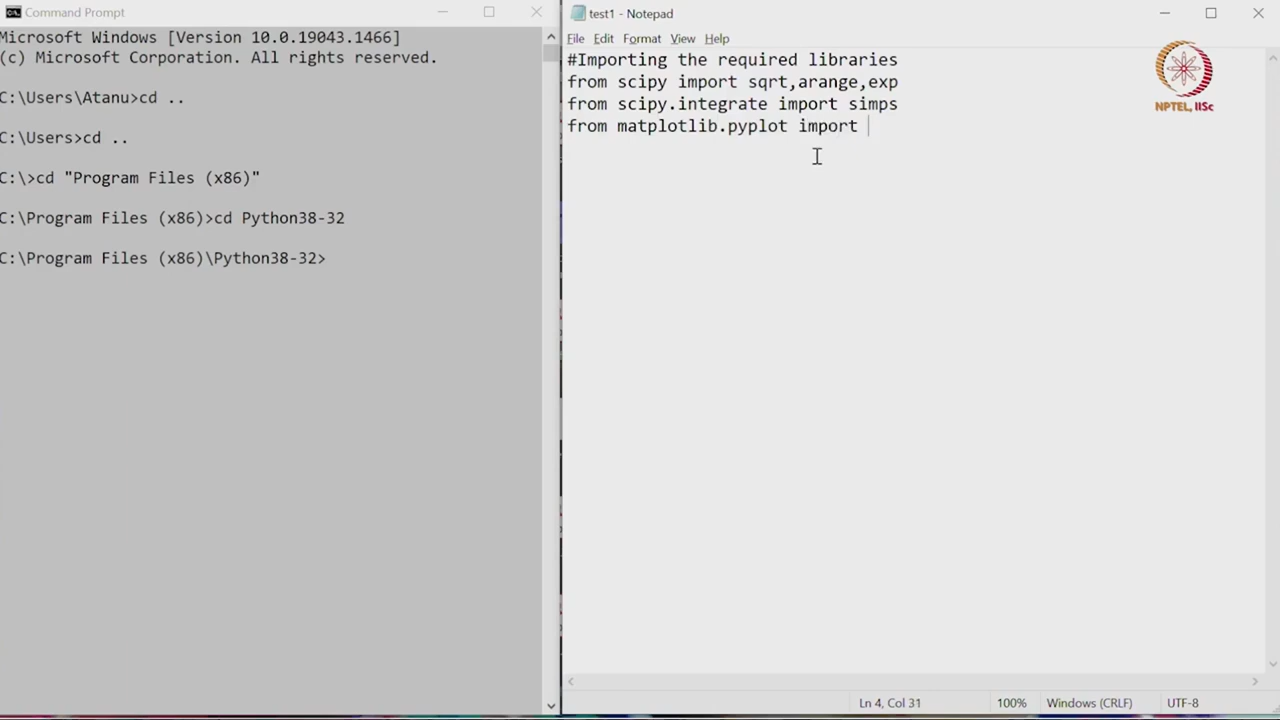 Command Prompt
Microsoft Windows [Version 10.0.19043.1466]
(c) Microsoft Corporation. All rights reserved.
C:\Users\Atanu>cd ..
C:\Users>cd ..
C:\>cd "Program Files (x86)"
C:\Program Files (x86)>cd Python38-32
C:\Program Files (x86)\Python38-32>
test1 - Notepad
File Edit Format View Help
#Importing the required libraries
from scipy import sqrt,arange,exp
from scipy.integrate import simps
from matplotlib.pyplot import
NPTEL, IISc
Ln 4, Col 31 100% Windows (CRLF) UTF-8